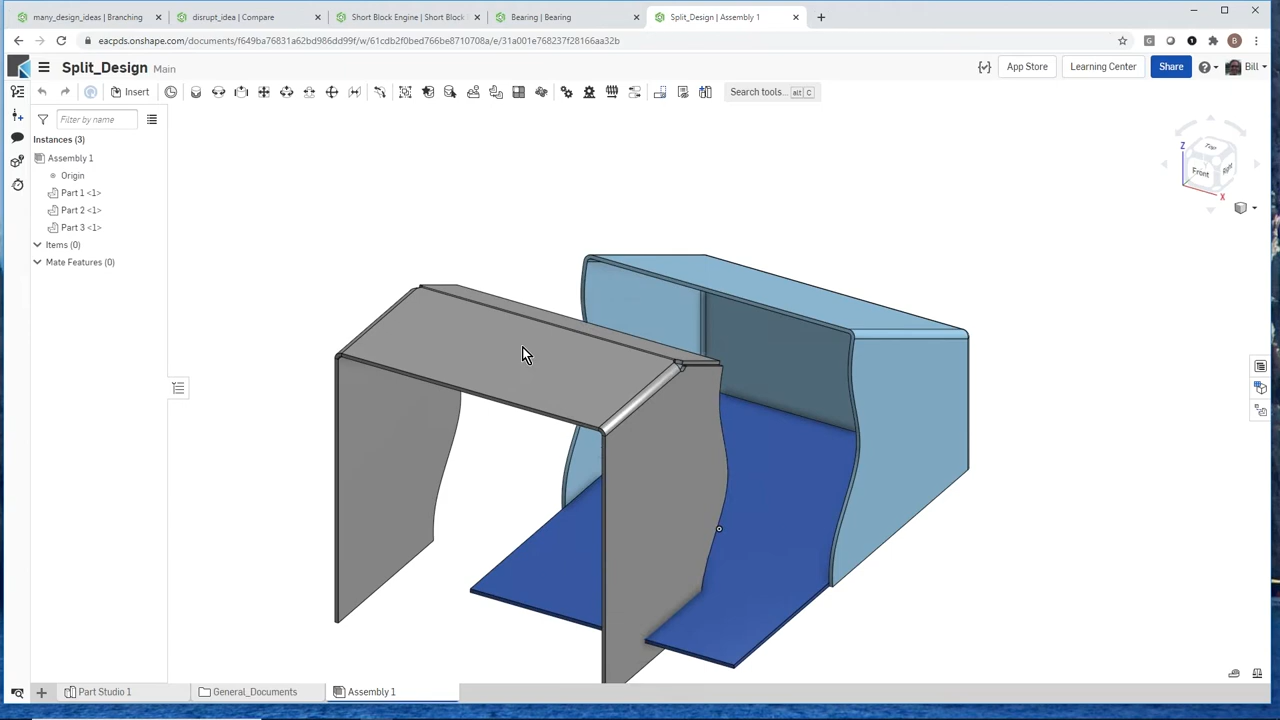 many_design_ideas | Branching
disrupt_idea | Compare
Short Block Engine | Short Block
Bearing | Bearing
Split_Design | Assembly 1
eacpds.onshape.com/documents/f649ba76831a62bd986dd99f/w/61cdb2f0bed766be8710708a/e/31a001e768237f28166aa32b
B
Split_Design Main
App Store
Learning Center
Share
Bill
Insert
Search tools...
alt C
Filter by name
Instances (3)
Assembly 1
Origin
Part 1 <1>
Part 2 <1>
Part 3 <1>
Items (0)
Mate Features (0)
Top
Front
Right
Z
X
Part Studio 1
General_Documents
Assembly 1